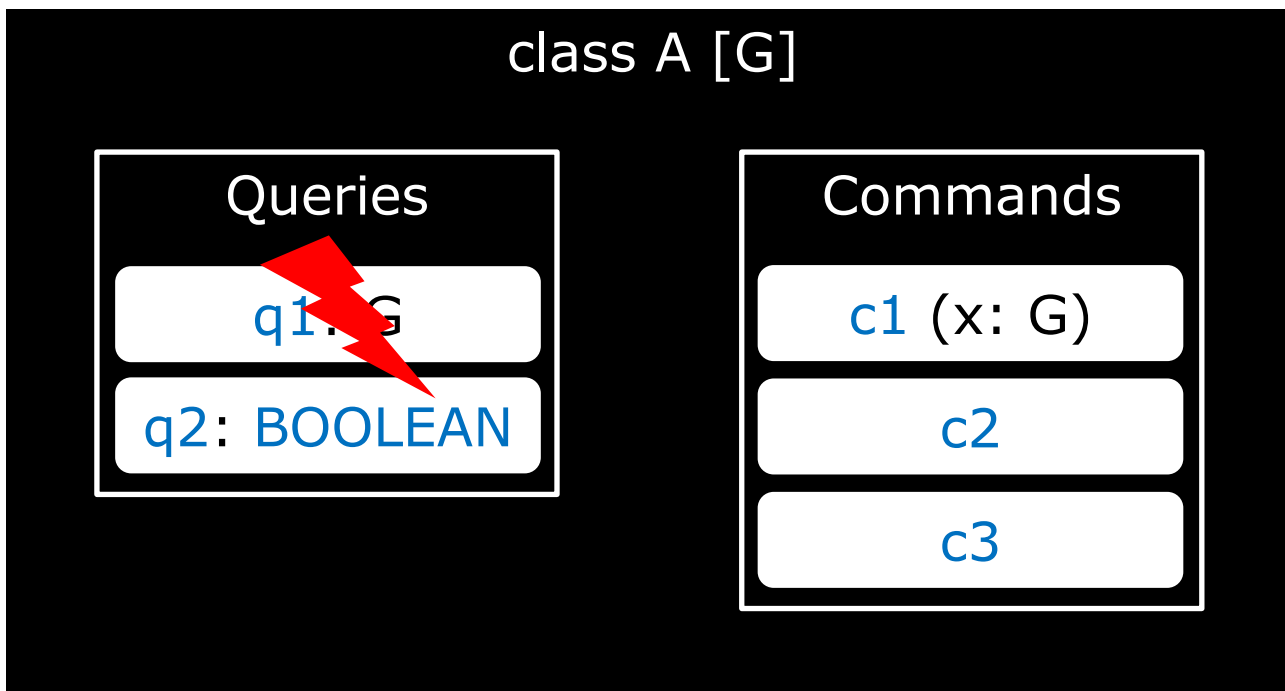 class A [G]
Queries
q1: G
q2: BOOLEAN
Commands
c1 (x: G)
c2
c3